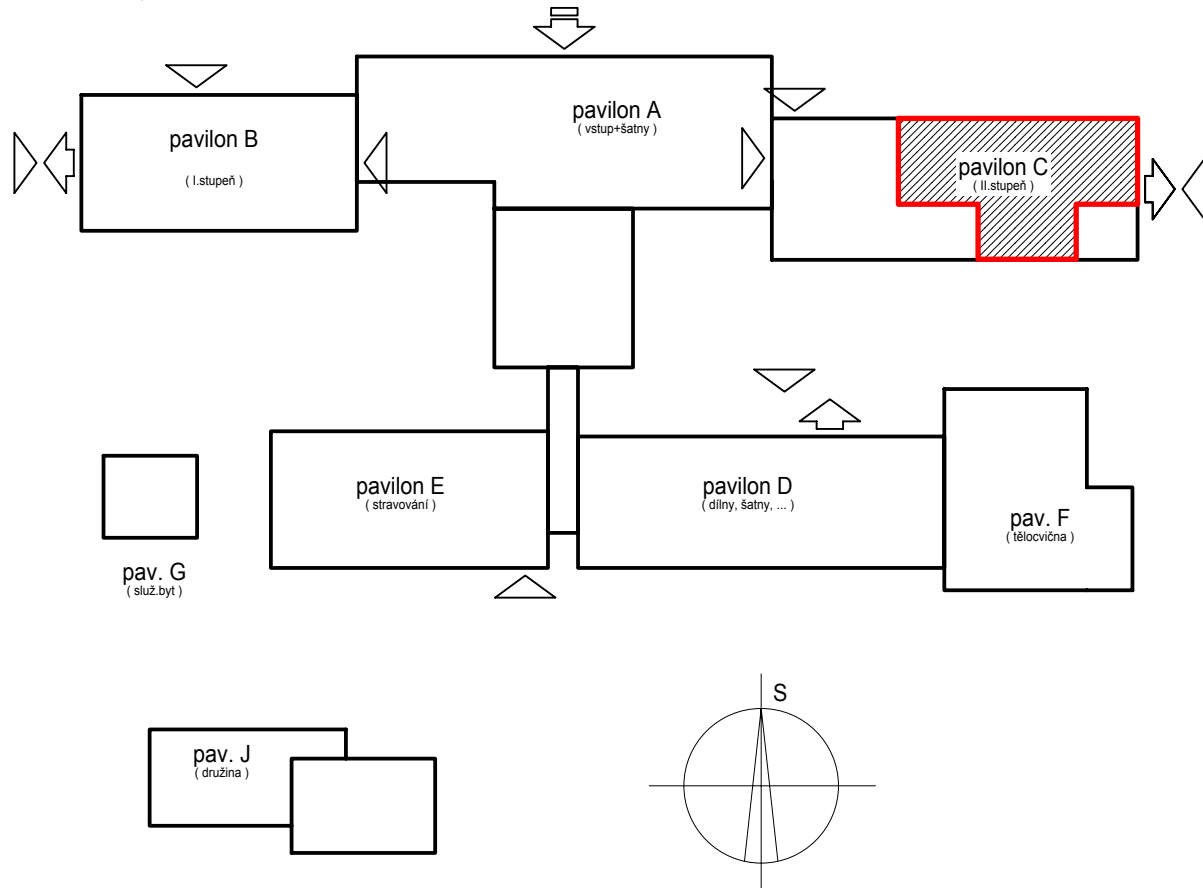 pavilon A
( vstup+šatny )
pavilon B
( I.stupeň )
pavilon C
( II.stupeň )
pavilon E
( stravování )
pavilon D
( dílny, šatny, ... )
pav. F
( tělocvična )
pav. G
( služ.byt )
pav. J
( družina )
S